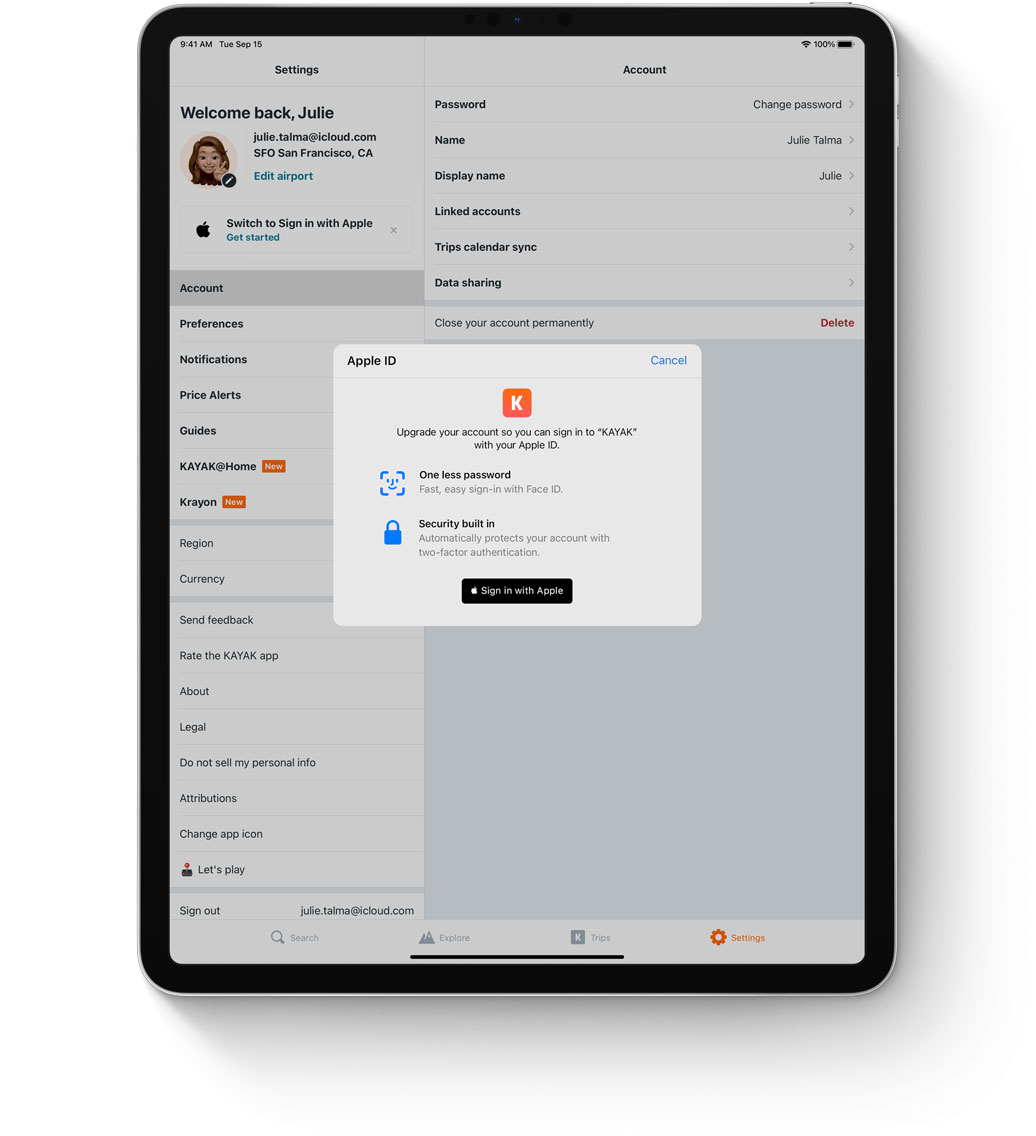 9:41 AM Tue Sep 15
100%
Settings
Account
Welcome back, Julie
julie.talma@icloud.com
SFO San Francisco, CA
Edit airport
Switch to Sign in with Apple
Get started
Account
Preferences
Notifications
Price Alerts
Guides
KAYAK@Home New
Krayon New
Region
Currency
Send feedback
Rate the KAYAK app
About
Legal
Do not sell my personal info
Attributions
Change app icon
Let's play
Sign out julie.talma@icloud.com
Password Change password
Name Julie Talma
Display name Julie
Linked accounts
Trips calendar sync
Data sharing
Close your account permanently Delete
Apple ID Cancel
K
Upgrade your account so you can sign in to “KAYAK”
with your Apple ID.
One less password
Fast, easy sign-in with Face ID.
Security built in
Automatically protects your account with
two-factor authentication.
Sign in with Apple
Search Explore K Trips Settings